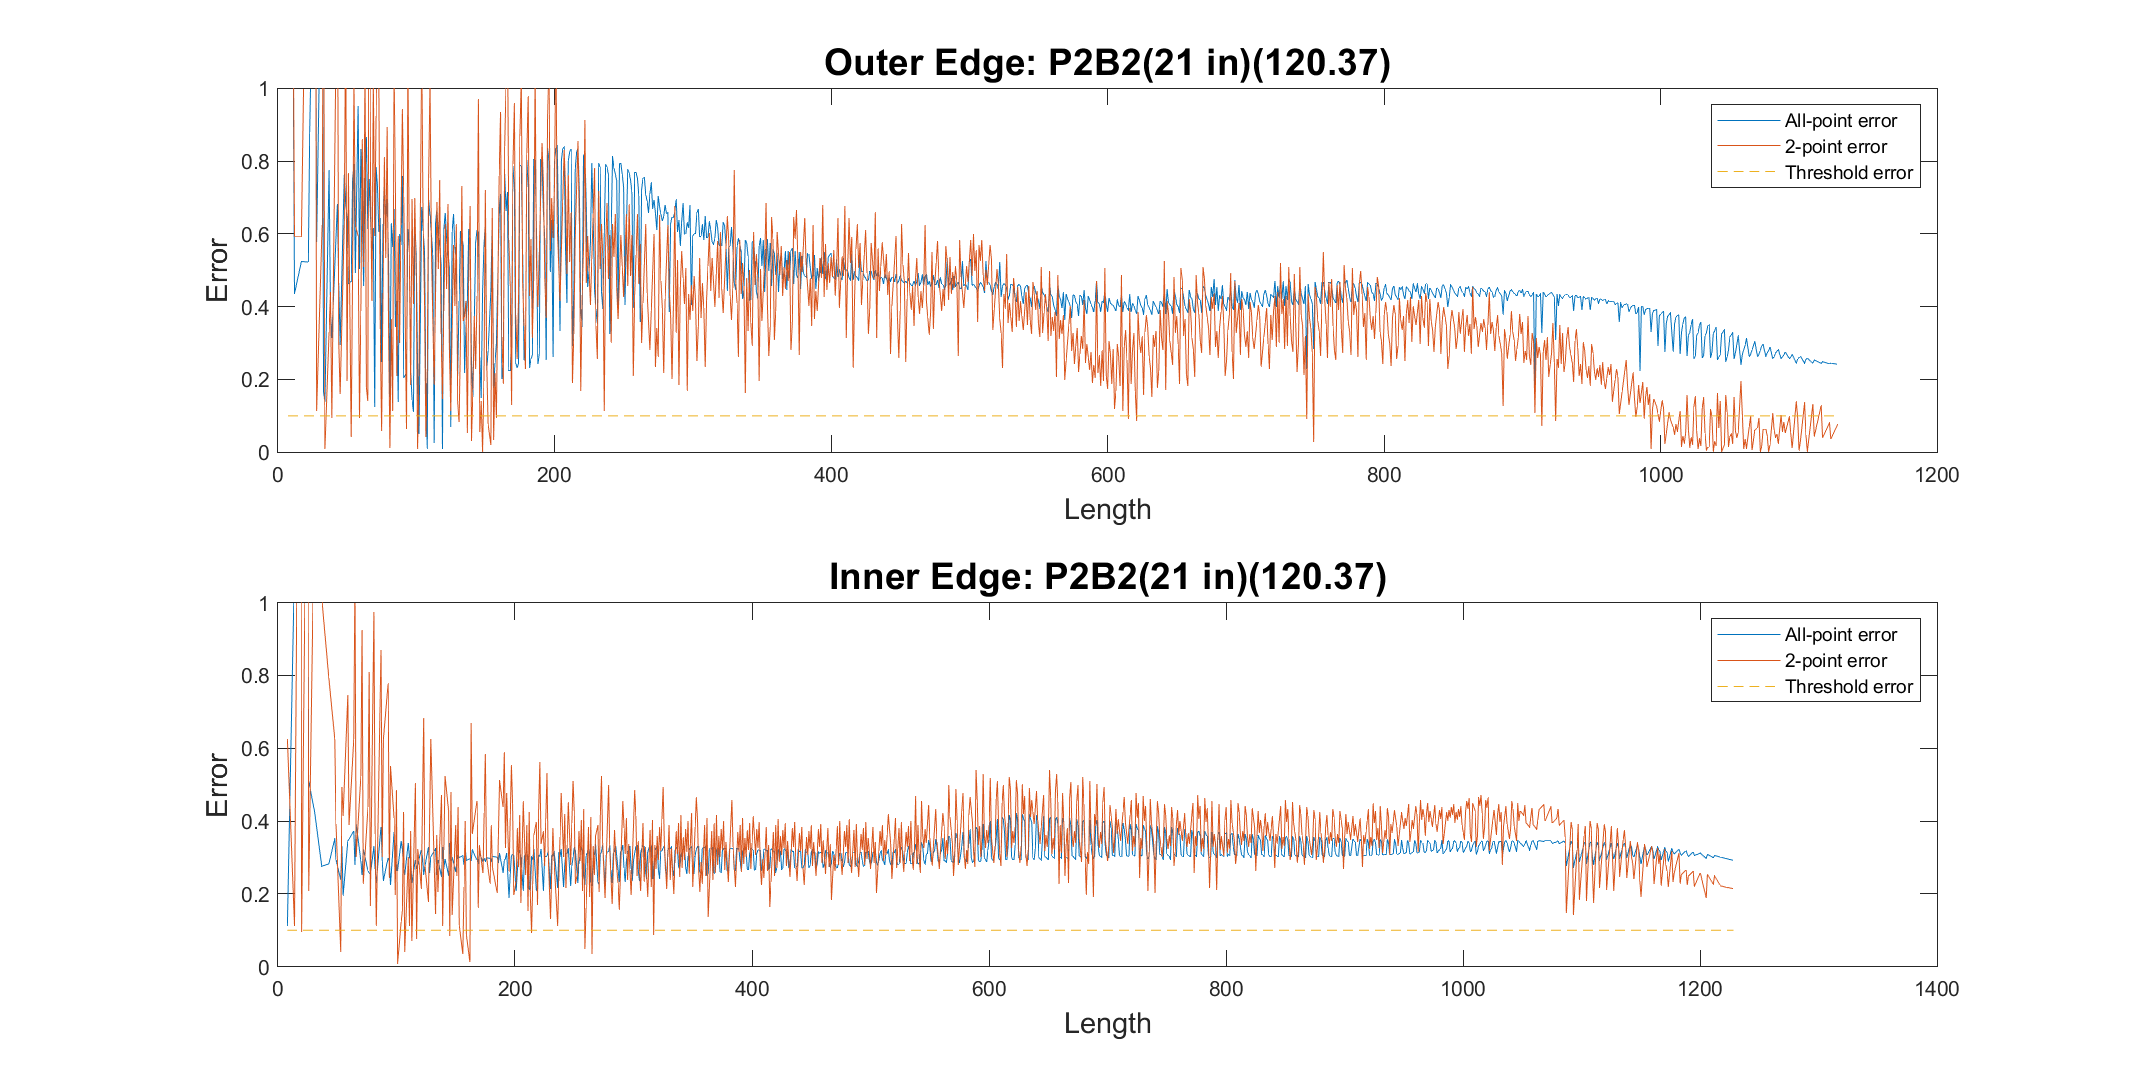 Outer Edge: P2B2(21 in)(120.37)
1
0.8
0.6
0.4
0.2
0
Error
All-point error
2-point error
Threshold error
0 200 400 600 800 1000 1200
Length
Inner Edge: P2B2(21 in)(120.37)
1
0.8
0.6
0.4
0.2
0
Error
All-point error
2-point error
Threshold error
0 200 400 600 800 1000 1200 1400
Length